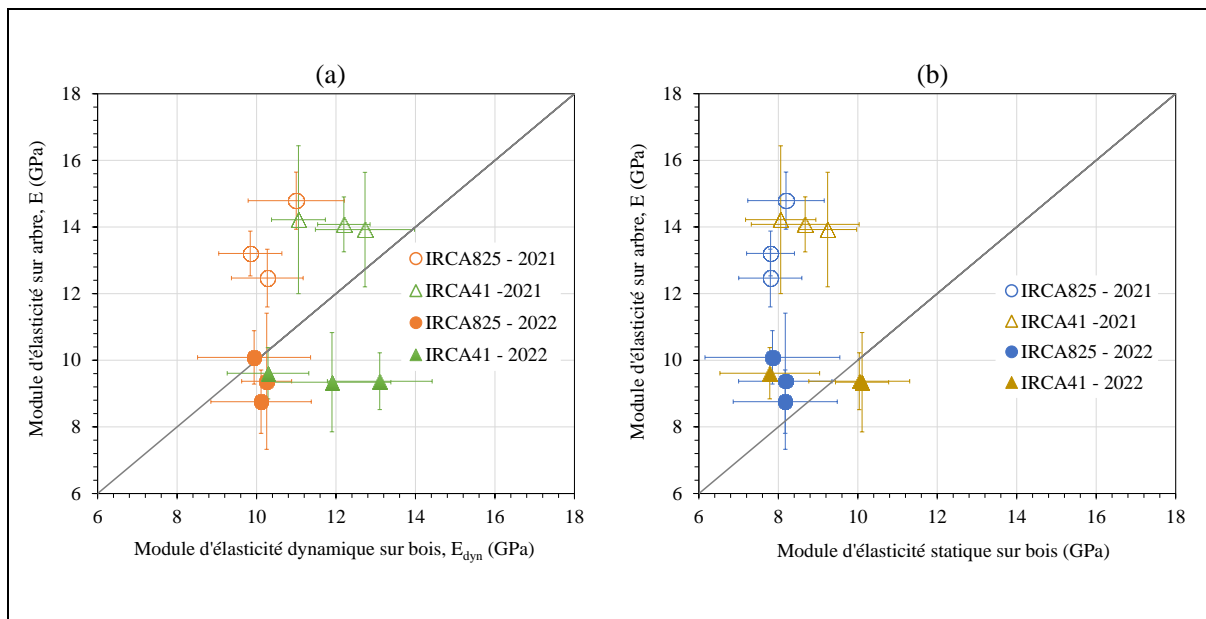 (a)
18
16
14
12
10
8
6
6 8 10 12 14 16 18
Module d'élasticité sur arbre, E (GPa)
Module d'élasticité dynamique sur bois, Edyn (GPa)
IRCA825 - 2021
IRCA41 -2021
IRCA825 - 2022
IRCA41 - 2022
(b)
18
16
14
12
10
8
6
6 8 10 12 14 16 18
Module d'élasticité sur arbre, E (GPa)
Module d'élasticité statique sur bois (GPa)
IRCA825 - 2021
IRCA41 -2021
IRCA825 - 2022
IRCA41 - 2022